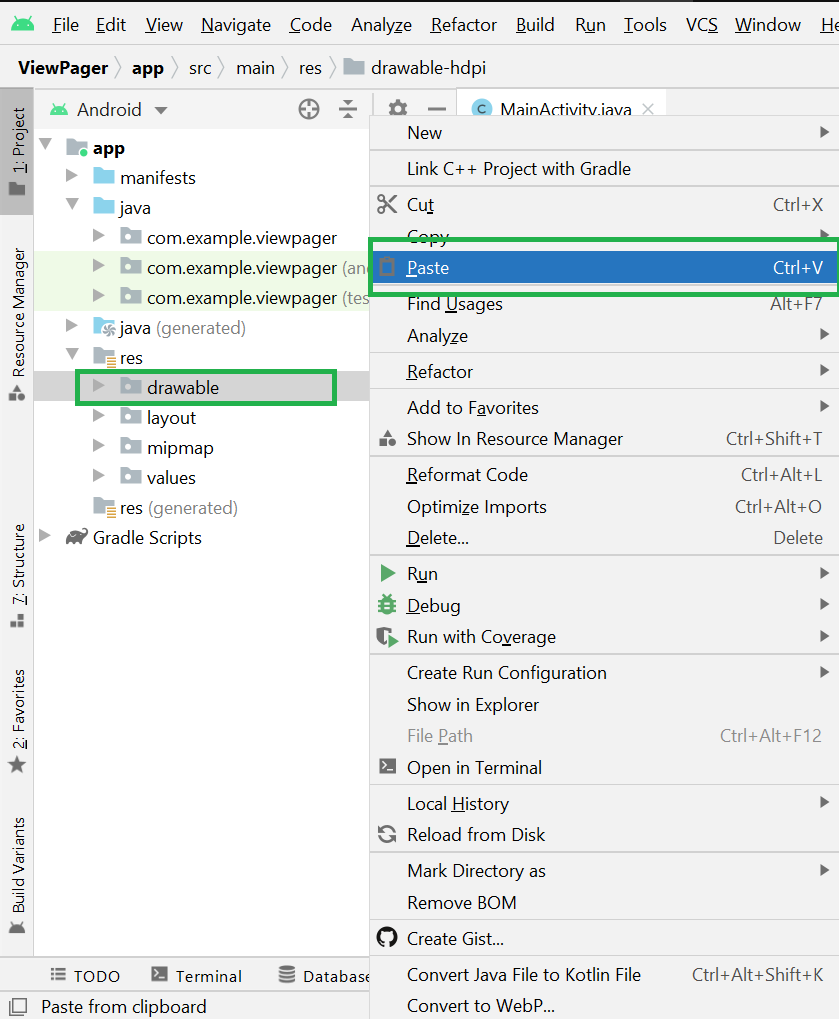 File Edit View Navigate Code Analyze Refactor Build Run Tools VCS Window He
ViewPager app src main res drawable-hdpi
Android
MainActivity.java
1: Project
Resource Manager
7: Structure
2: Favorites
Build Variants
app
manifests
java
com.example.viewpager
com.example.viewpager (and
com.example.viewpager (tes
java (generated)
res
drawable
layout
mipmap
values
res (generated)
Gradle Scripts
New
Link C++ Project with Gradle
Cut Ctrl+X
Copy
Paste Ctrl+V
Find Usages Alt+F7
Analyze
Refactor
Add to Favorites
Show In Resource Manager Ctrl+Shift+T
Reformat Code Ctrl+Alt+L
Optimize Imports Ctrl+Alt+O
Delete... Delete
Run
Debug
Run with Coverage
Create Run Configuration
Show in Explorer
File Path Ctrl+Alt+F12
Open in Terminal
Local History
Reload from Disk
Mark Directory as
Remove BOM
Create Gist...
Convert Java File to Kotlin File Ctrl+Alt+Shift+K
Convert to WebP...
TODO Terminal Database
Paste from clipboard